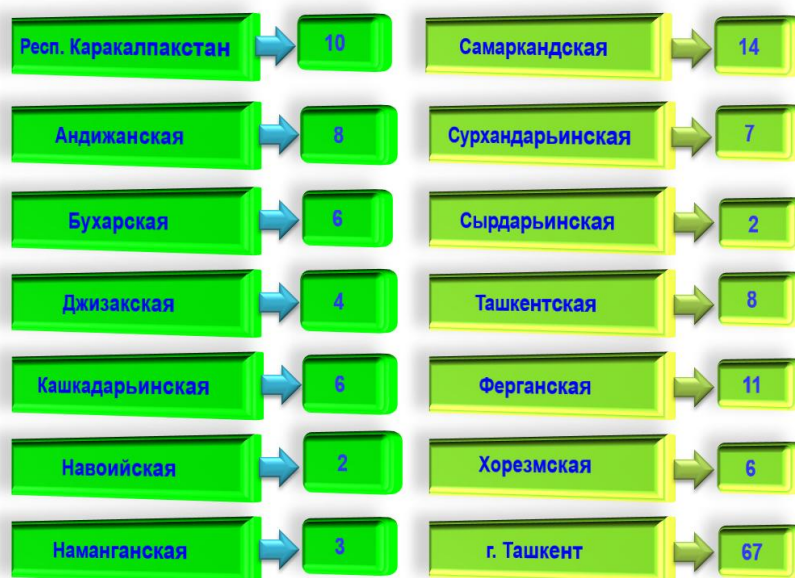 Респ. Каракалпакстан 10
Андижанская 8
Бухарская 6
Джизакская 4
Кашкадарьинская 6
Навоийская 2
Наманганская 3
Самаркандская 14
Сурхандарьинская 7
Сырдарьинская 2
Ташкентская 8
Ферганская 11
Хорезмская 6
г. Ташкент 67